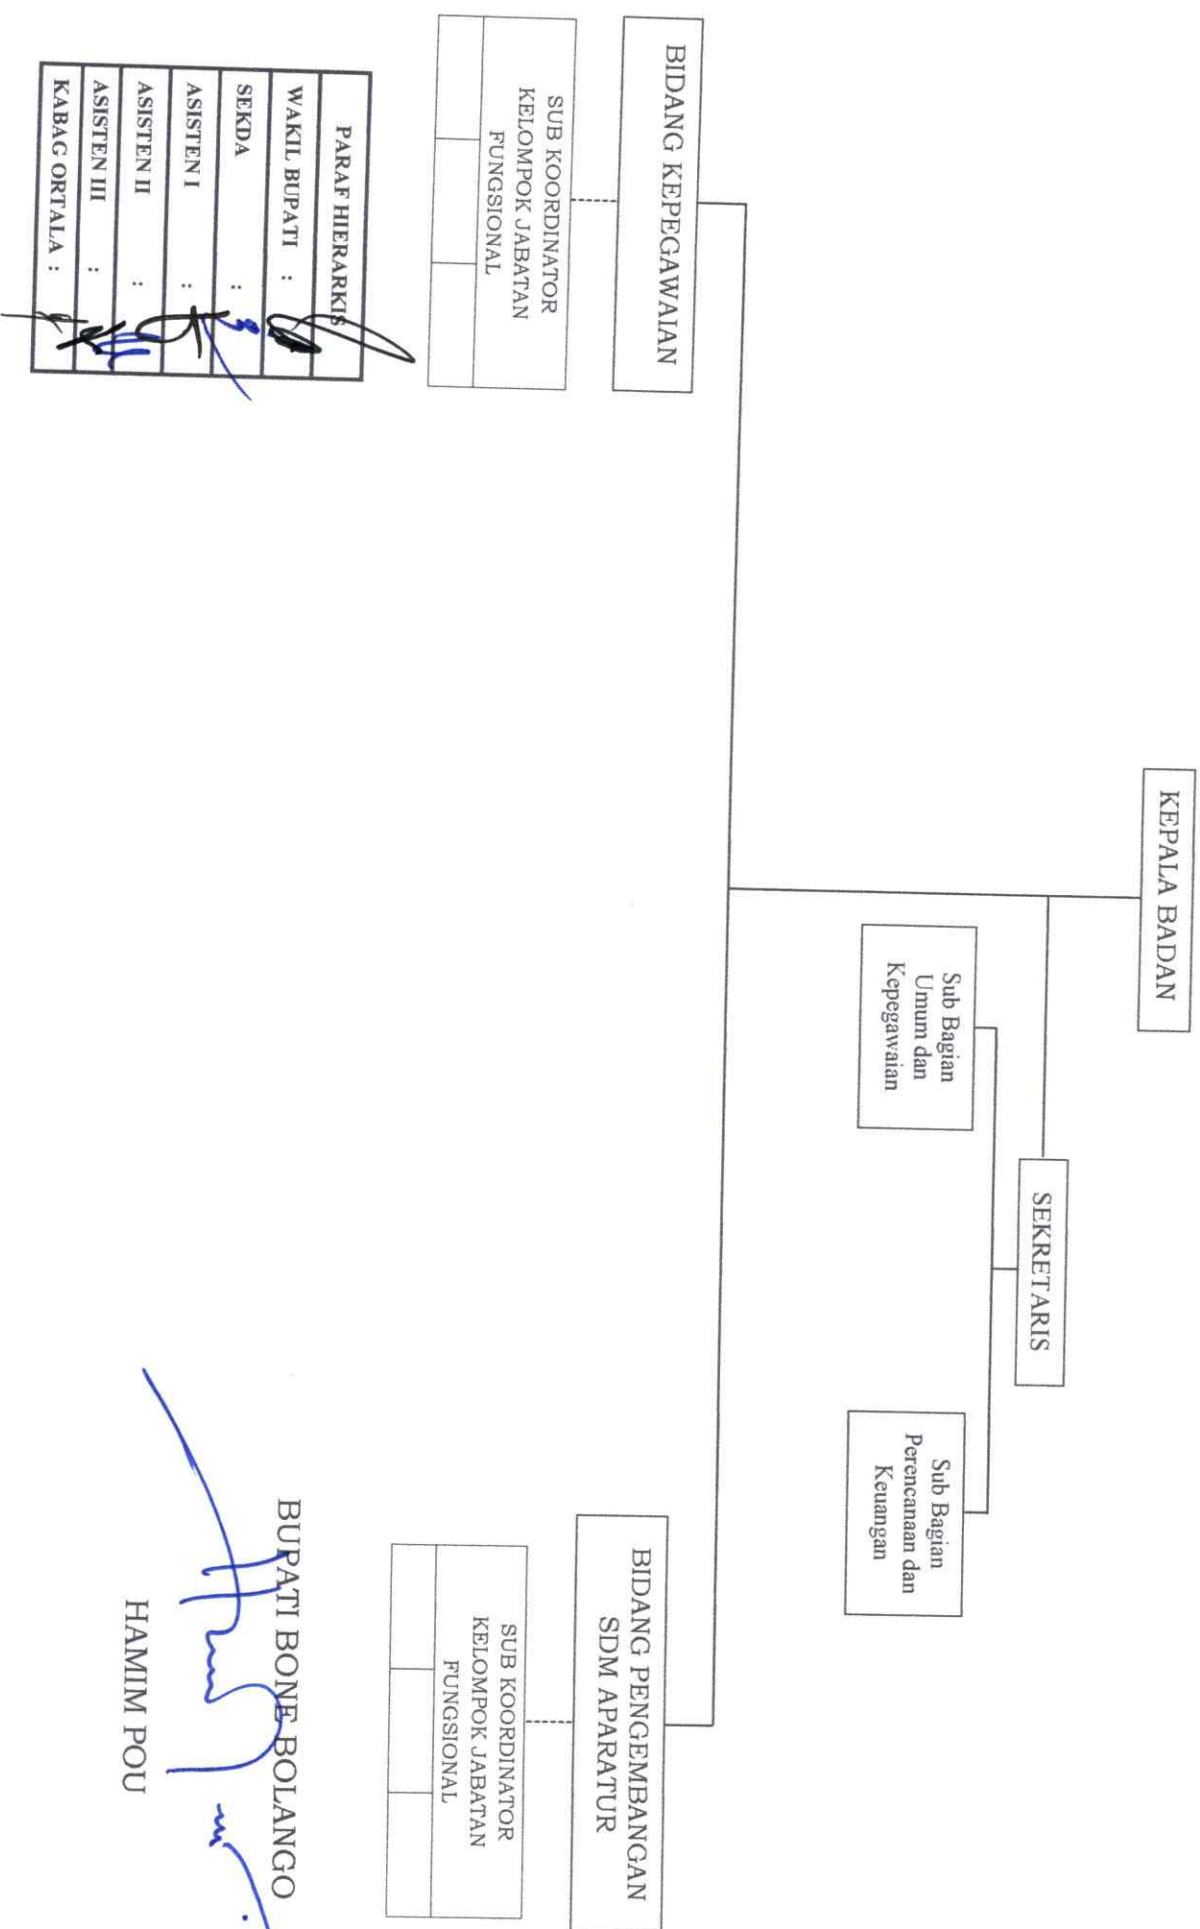 KEPALA BADAN
SEKRETARIS
Sub Bagian
Umum dan
Kepegawaian
Sub Bagian
Perencanaan dan
Keuangan
BIDANG KEPEGAWAIAN
BIDANG PENGEMBANGAN
SDM APARATUR
SUB KOORDINATOR
KELOMPOK JABATAN
FUNGSIONAL
SUB KOORDINATOR
KELOMPOK JABATAN
FUNGSIONAL
PARAF HIERARKIS
WAKIL BUPATI :
SEKDA :
ASISTEN I :
ASISTEN II :
ASISTEN III :
KABAG ORTALA :
BUPATI BONE BOLANGO
HAMIM POU